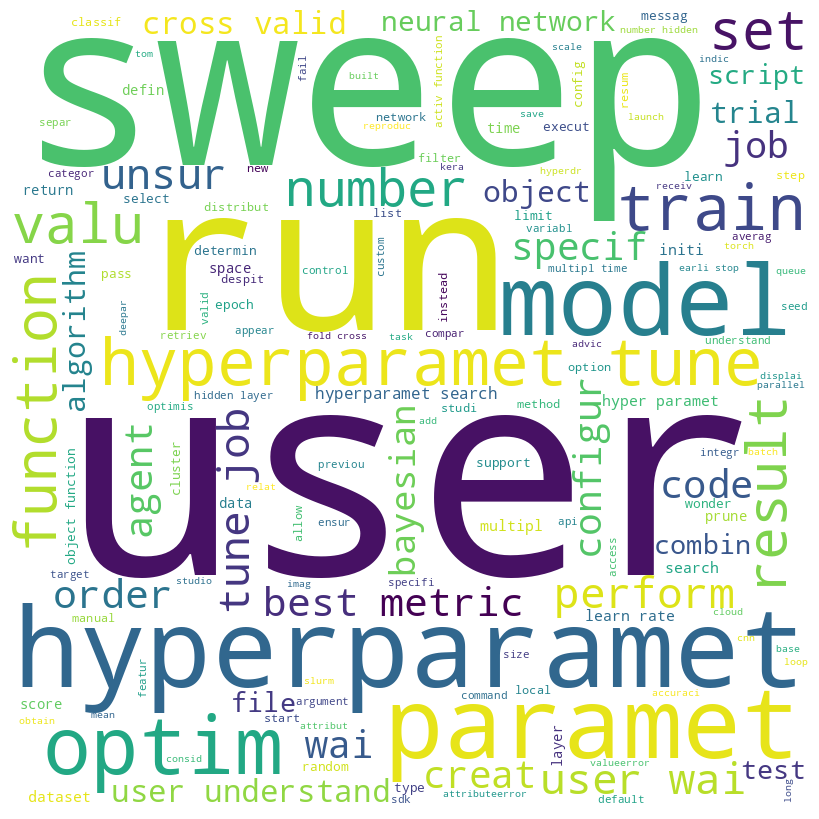 classif cross valid neural network messag set
number hidden
sweep
tom fail built scale indic
defin activ function config resum script
separ network save launch trial
reproduc time execut job
categor unsur new filter kera hyperdr learn step
return select number object receiv train
valu distribut list limit variabl torch averag
want determin custom specif initi
space control multipl time earli stop queue
pass despit run instead model seed
function algorithm epoch valid
deepar retriev appear fold cross task compar advic understand
hyperparamet tune option displai
parallel
hidden layer hyperparamet search method hyper paramet
optimis studi
object function agent cluster tune job user add bayesian configur integr batch result
previou support code
data relat multipl wonder
allow ensur api prune
access combin
target studio imag specifi search
order best metric perform
manual learn rate cloud
size cnn base
hyperparamet loop
featur slurm
score file argument command local accuraci
obtain mean start attribut paramet
optim wai layer
consid random valueerror
user understand type creat user wai test
dataset sdk attributeerror default long